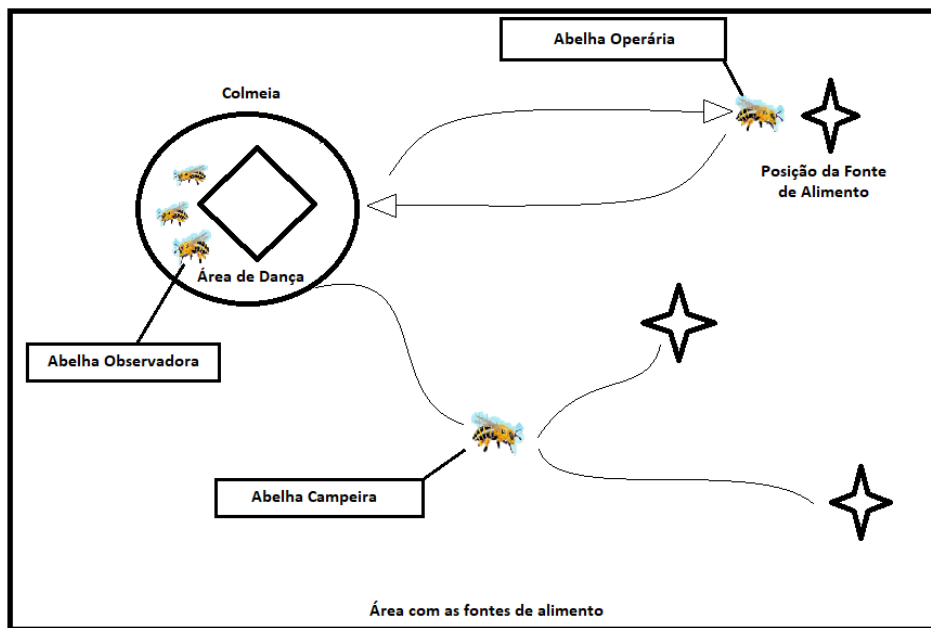 Abelha Operária
Colmeia
Posição da Fonte
de Alimento
Área de Dança
Abelha Observadora
Abelha Campeira
Área com as fontes de alimento